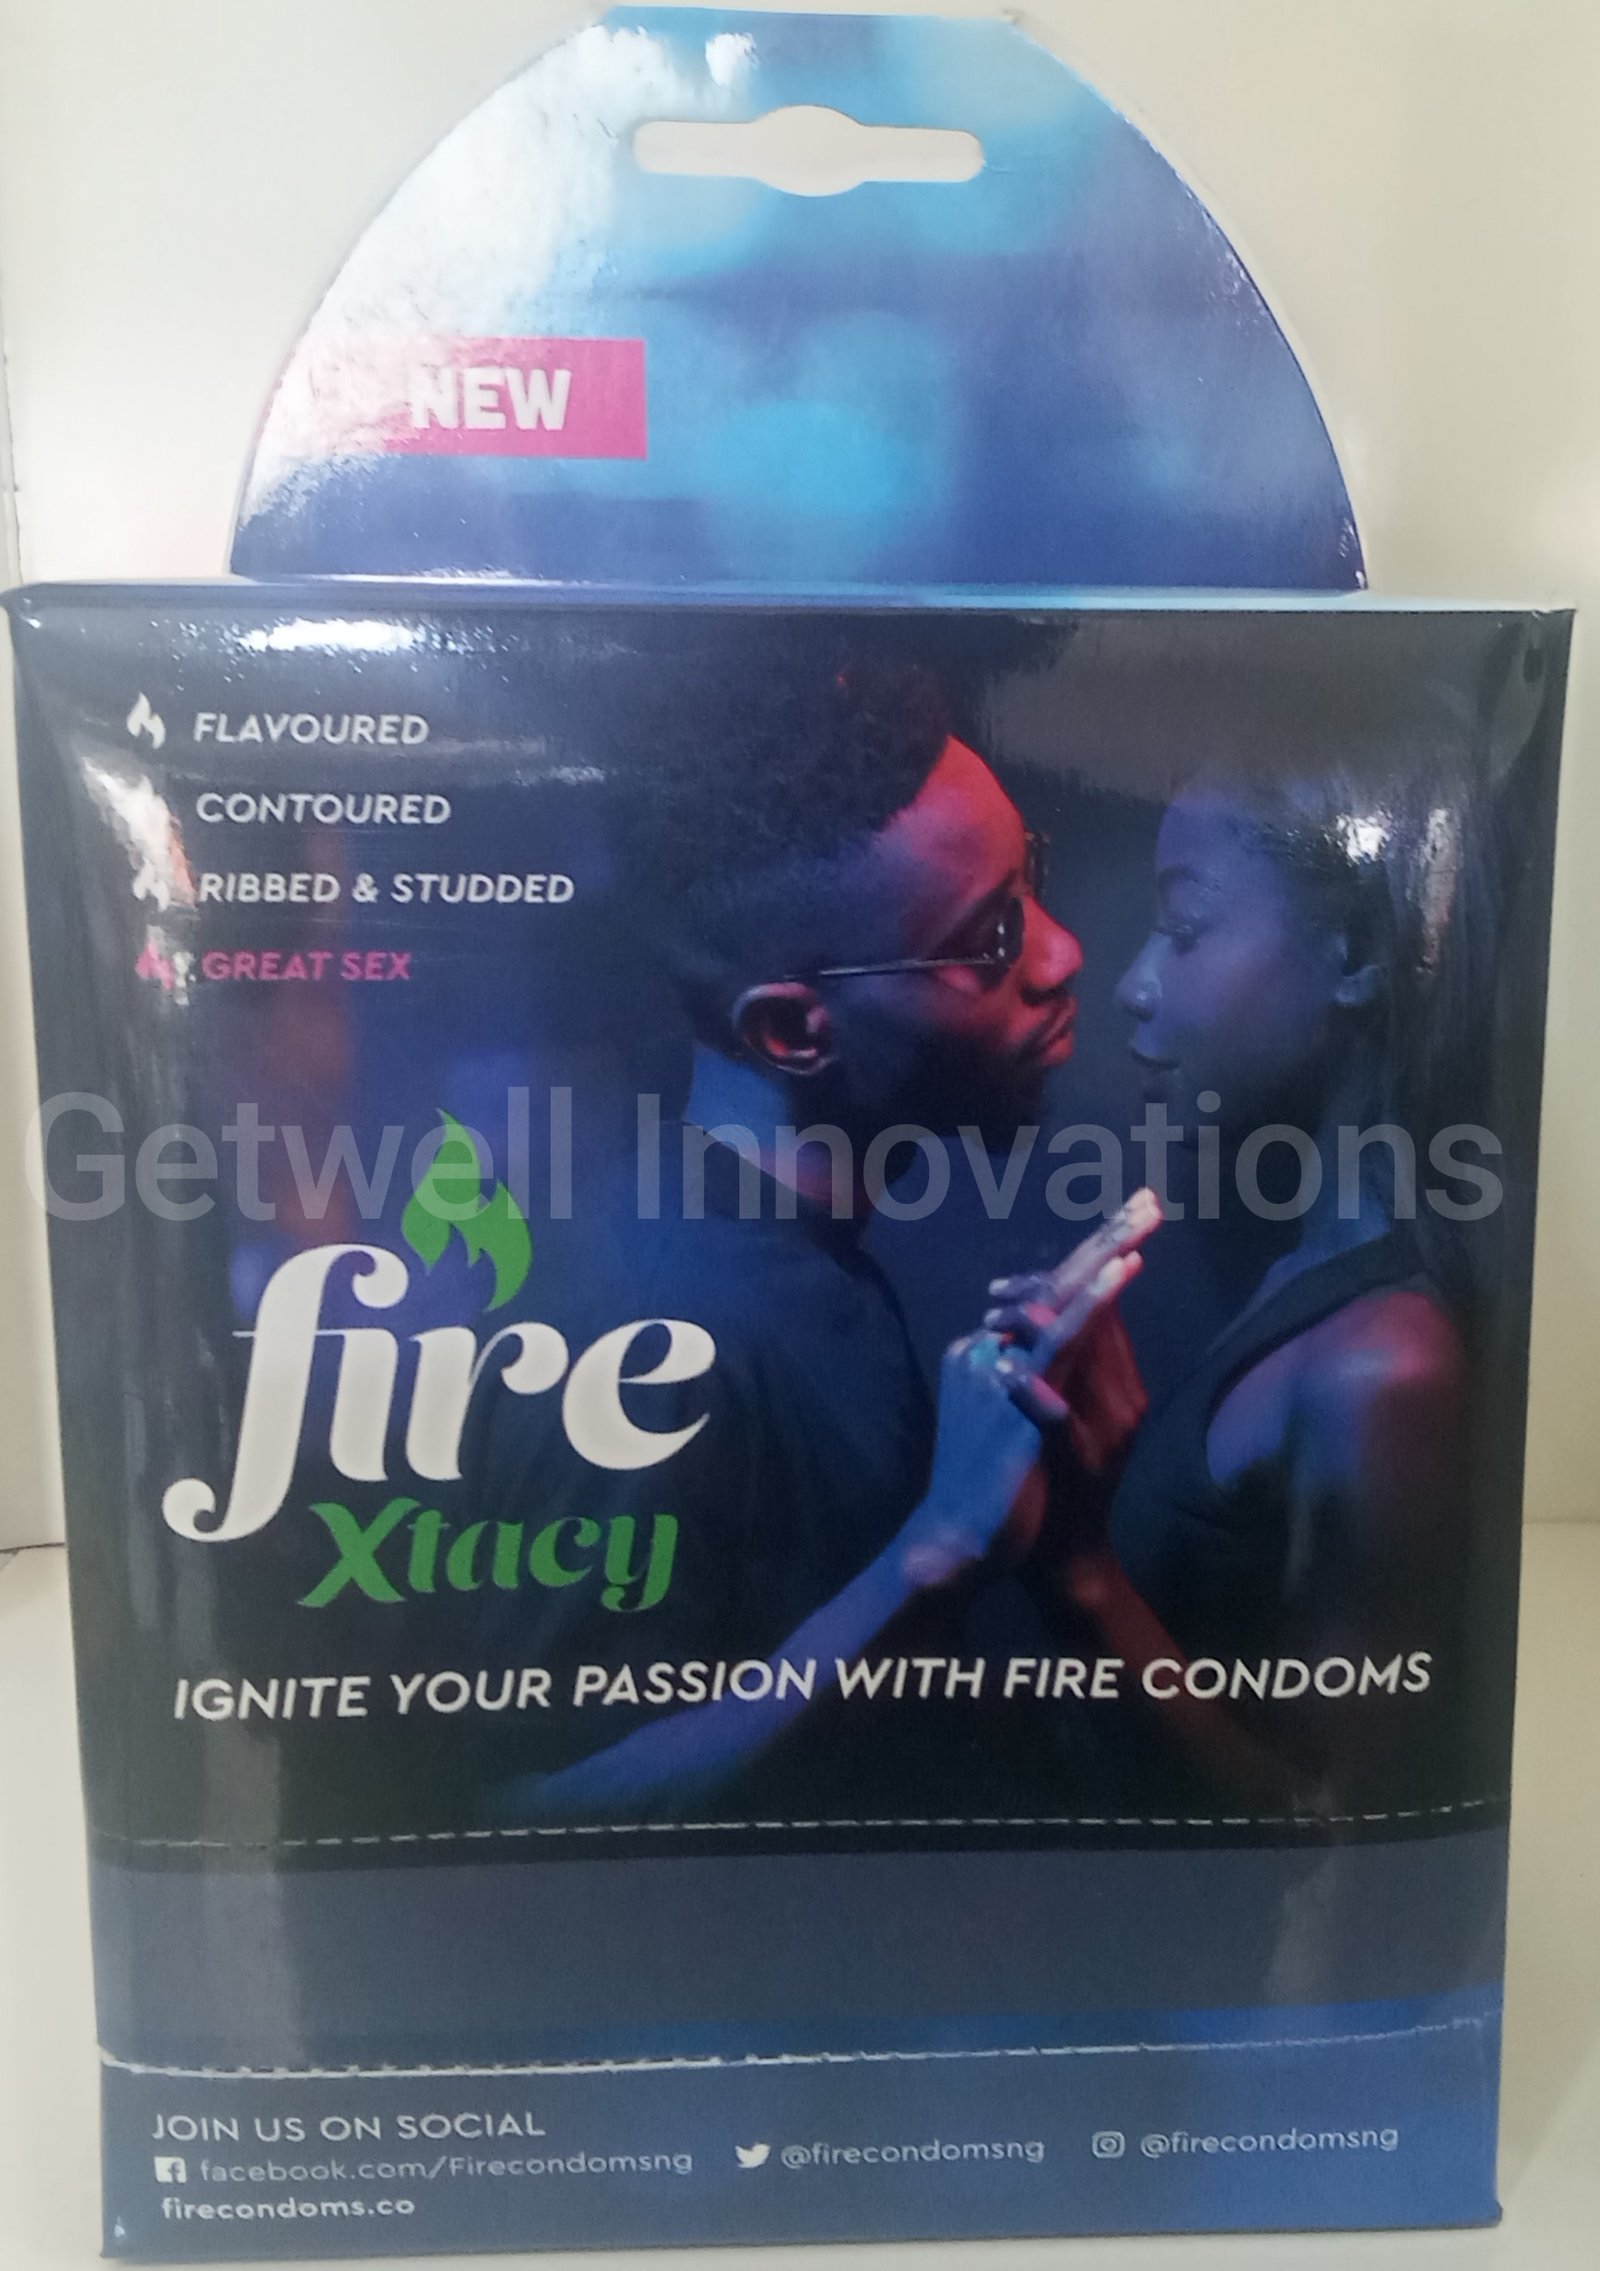 NEW
FLAVOURED
CONTOURED
RIBBED & STUDDED
GREAT SEX
Getwell Innovations
fire
Xtacy
IGNITE YOUR PASSION WITH FIRE CONDOMS
JOIN US ON SOCIAL
facebook.com/Firecondomsng @firecondomsng @firecondomsng
firecondoms.co